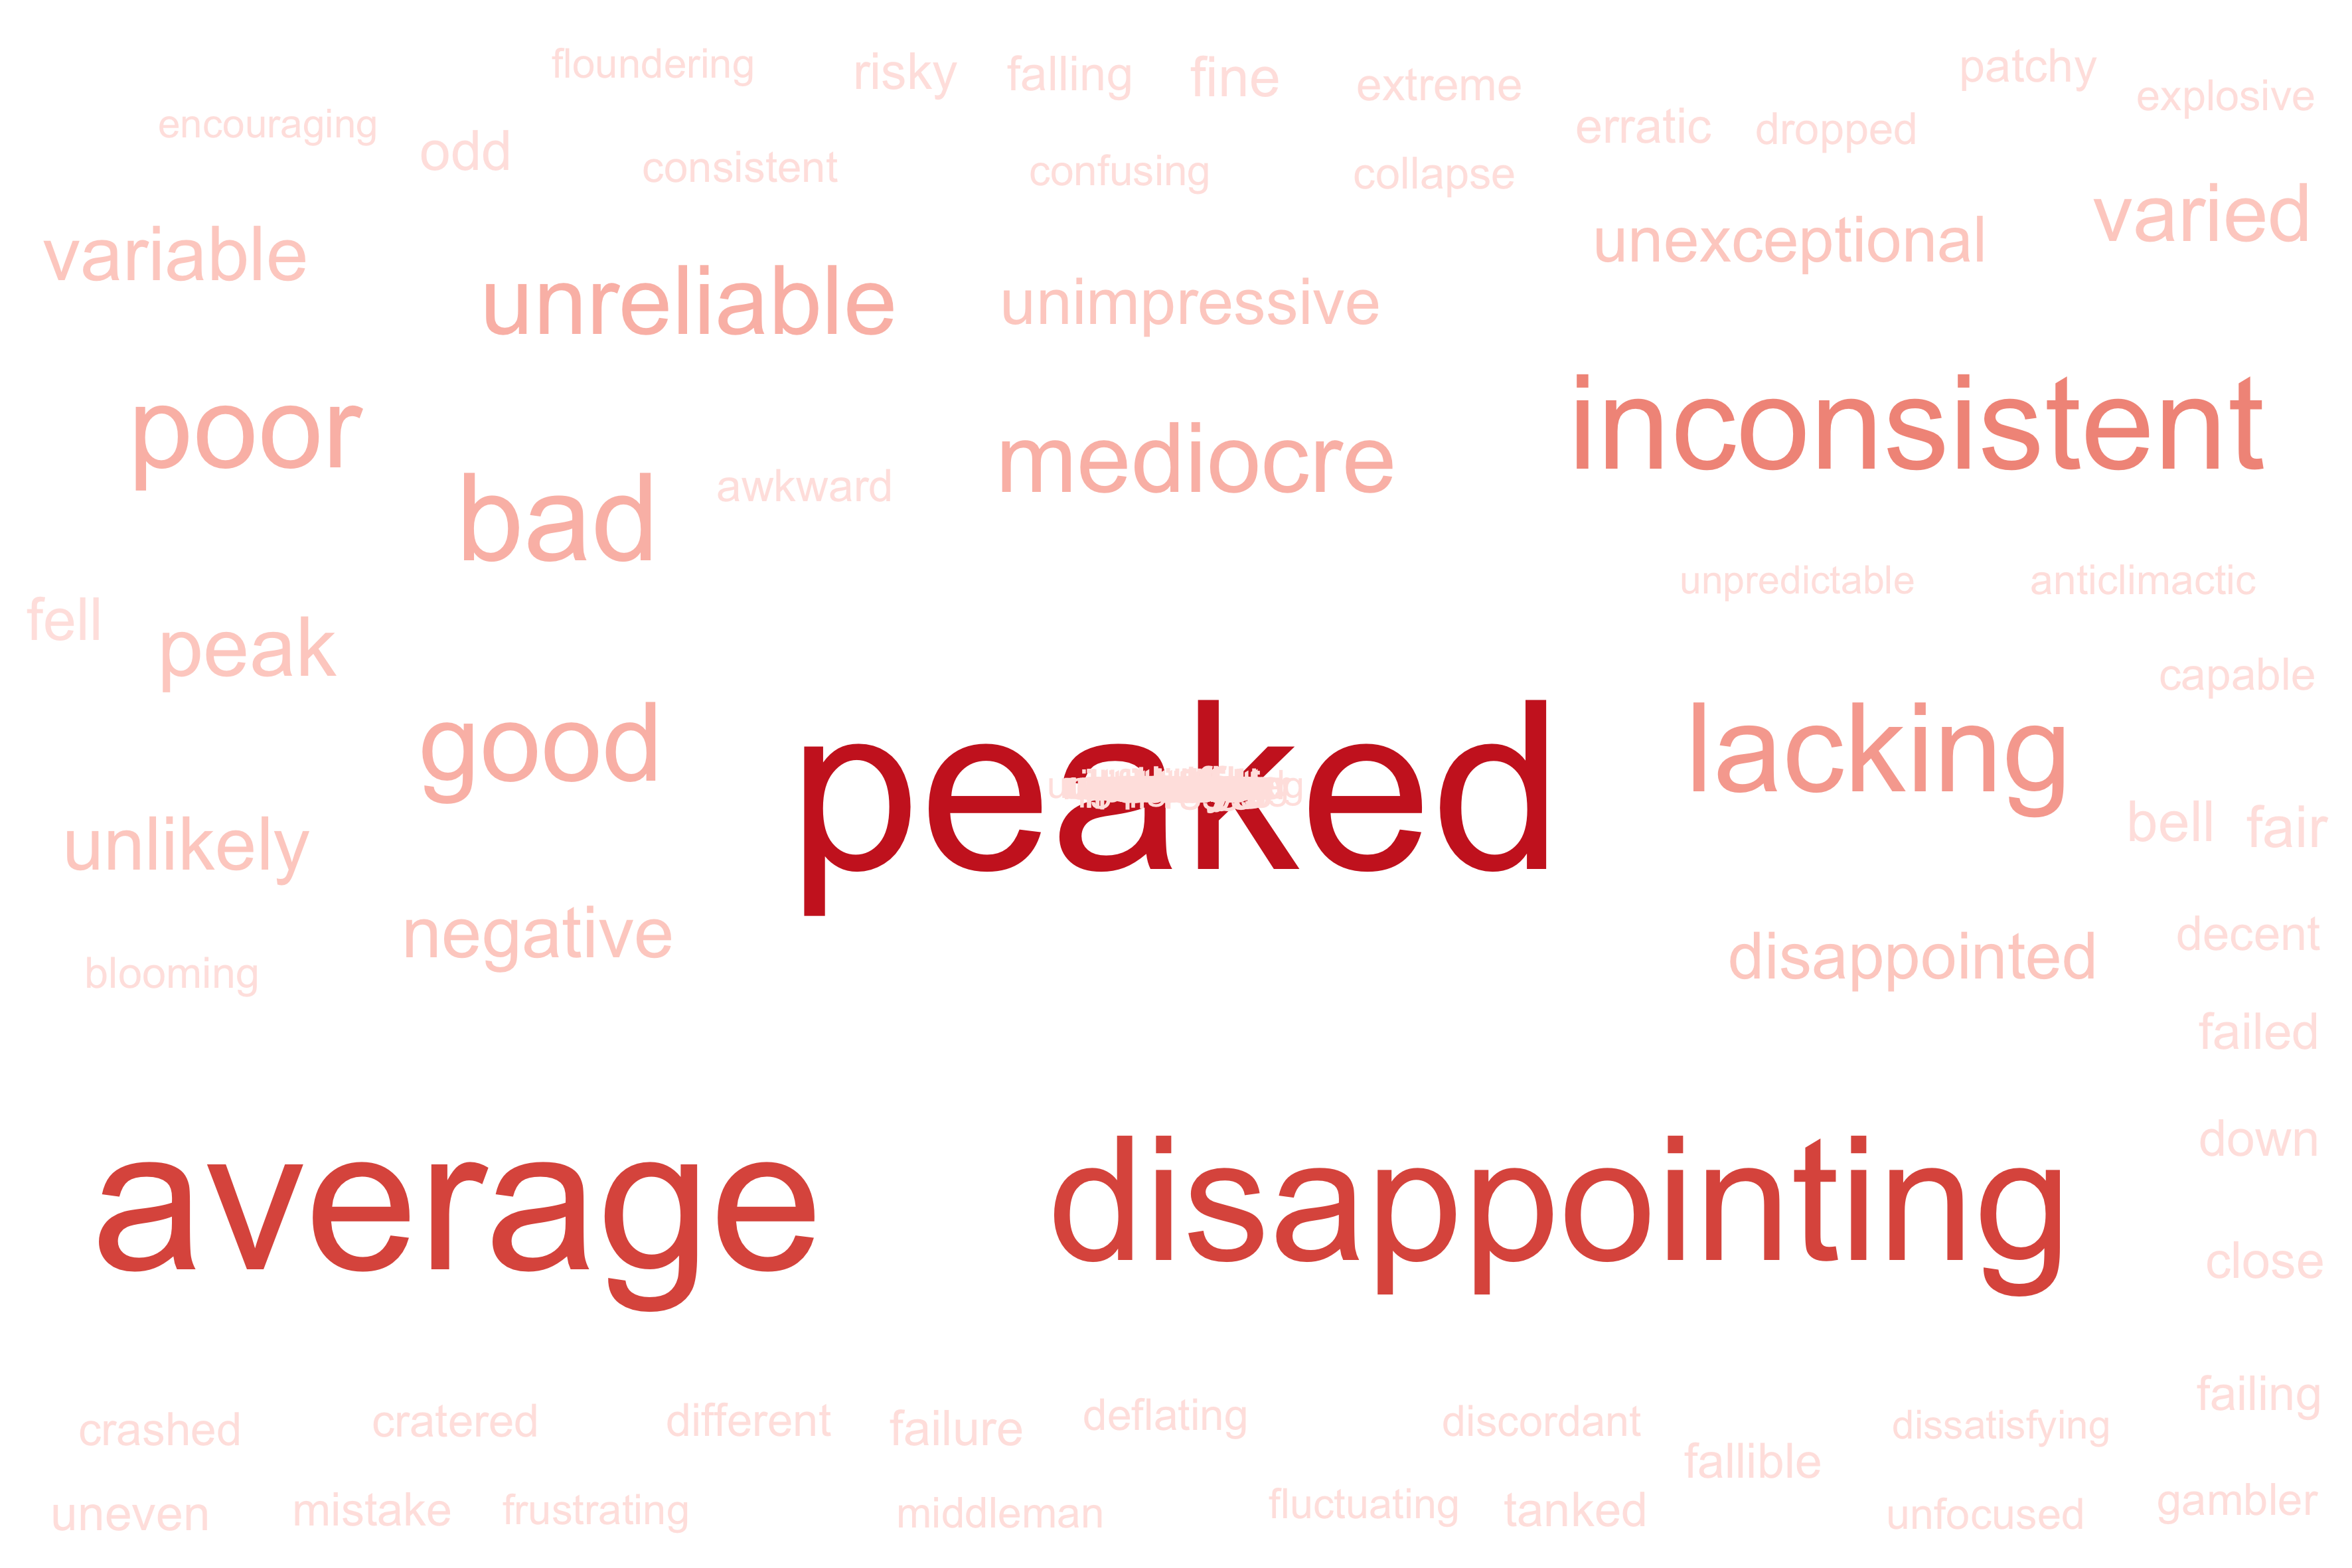 floundering risky falling fine extreme patchy
encouraging odd consistent confusing collapse erratic dropped explosive
variable unreliable unimpressive unexceptional varied
poor bad awkward mediocre inconsistent
unpredictable anticlimactic
fell peak capable
good peaked lacking
unlikely bell fair
negative disappointed decent
blooming
failed
down
average disappointing
close
failing
crashed cratered different failure deflating discordant fallible dissatisfying
uneven mistake frustrating middleman fluctuating tanked unfocused gambler